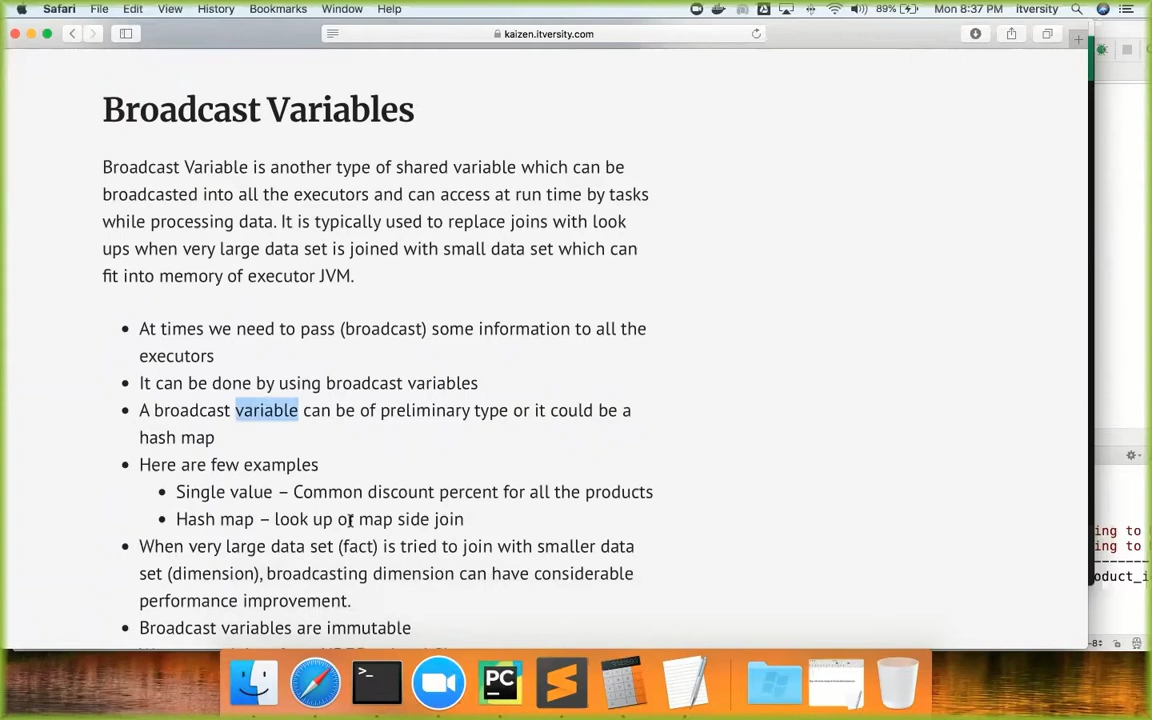 Safari File Edit View History Bookmarks Window Help 89% Mon 8:37 PM itversity
kaizen.itversity.com
Broadcast Variables
Broadcast Variable is another type of shared variable which can be
broadcasted into all the executors and can access at run time by tasks
while processing data. It is typically used to replace joins with look
ups when very large data set is joined with small data set which can
fit into memory of executor JVM.
• At times we need to pass (broadcast) some information to all the
executors
• It can be done by using broadcast variables
• A broadcast variable can be of preliminary type or it could be a
hash map
• Here are few examples
• Single value – Common discount percent for all the products
• Hash map – look up or map side join
• When very large data set (fact) is tried to join with smaller data
set (dimension), broadcasting dimension can have considerable
performance improvement.
• Broadcast variables are immutable
ing to
ing to
oduct_i
PC